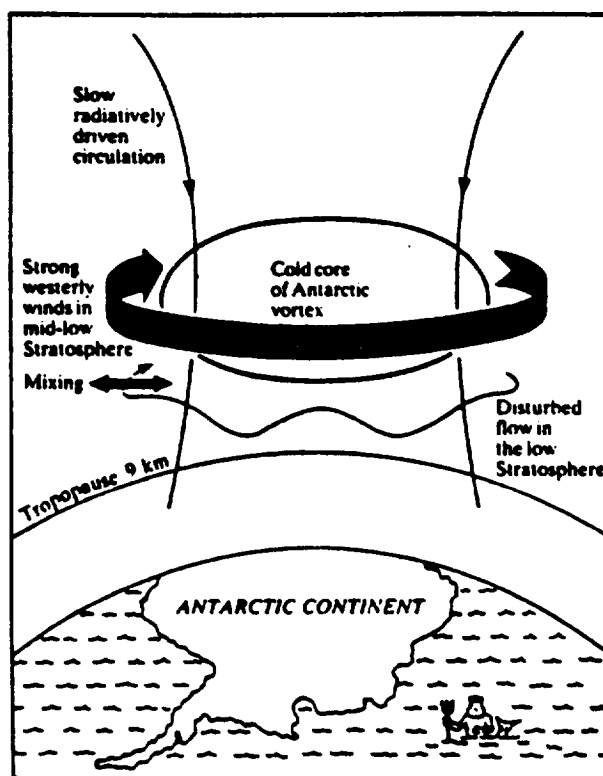 Slow
radiatively
driven
circulation
Strong
westerly
winds in
mid-low
Stratosphere
Cold core
of Antarctic
vortex
Mixing
Disturbed
flow in
the low
Stratosphere
Tropopause 9 km
ANTARCTIC CONTINENT